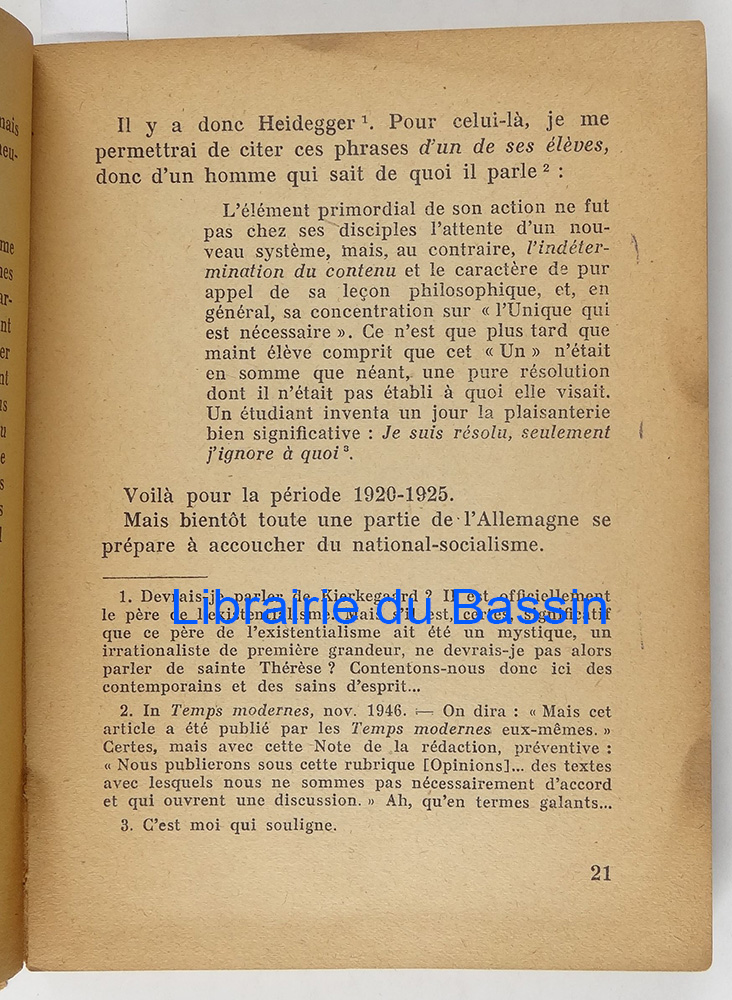 nais
neu-
me
nes
ar-
nt
er
nt
ns
u
e
s
s
l
Il y a donc Heidegger ¹. Pour celui-là, je me
permettrai de citer ces phrases d'un de ses élèves,
donc d'un homme qui sait de quoi il parle ² :
L'élément primordial de son action ne fut
pas chez ses disciples l'attente d'un nou-
veau système, mais, au contraire, l'indéter-
mination du contenu et le caractère de pur
appel de sa leçon philosophique, et, en
général, sa concentration sur « l'Unique qui
est nécessaire ». Ce n'est que plus tard que
maint élève comprit que cet « Un » n'était
en somme que néant, une pure résolution
dont il n'était pas établi à quoi elle visait.
Un étudiant inventa un jour la plaisanterie
bien significative : Je suis résolu, seulement
j'ignore à quoi ³.
Voilà pour la période 1920-1925.
Mais bientôt toute une partie de l'Allemagne se
prépare à accoucher du national-socialisme.
1. Devrais-je parler de Kierkegaard ? Il est officiellement
le père de l'existentialisme. Mais s'il est, certes, significatif
que ce père de l'existentialisme ait été un mystique, un
irrationaliste de première grandeur, ne devrais-je pas alors
parler de sainte Thérèse ? Contentons-nous donc ici des
contemporains et des sains d'esprit...
2. In Temps modernes, nov. 1946. — On dira : « Mais cet
article a été publié par les Temps modernes eux-mêmes. »
Certes, mais avec cette Note de la rédaction, préventive :
« Nous publierons sous cette rubrique [Opinions]... des textes
avec lesquels nous ne sommes pas nécessairement d'accord
et qui ouvrent une discussion. » Ah, qu'en termes galants...
3. C'est moi qui souligne.
21
Librairie du Bassin